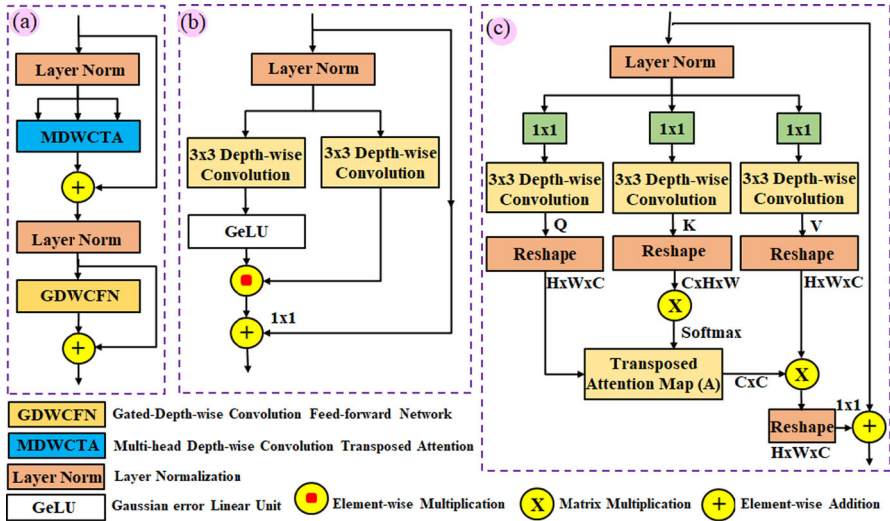 (a)
Layer Norm
MDWCTA
+
Layer Norm
GDWCFN
+
(b)
Layer Norm
3x3 Depth-wise
Convolution
3x3 Depth-wise
Convolution
GeLU
1x1
+
(c)
Layer Norm
1x1
1x1
1x1
3x3 Depth-wise
Convolution
3x3 Depth-wise
Convolution
3x3 Depth-wise
Convolution
Q
K
V
Reshape
Reshape
Reshape
HxWxC
CxHxW
HxWxC
X
Softmax
Transposed
Attention Map (A)
CxC
X
1x1
Reshape
+
HxWxC
GDWCFN Gated-Depth-wise Convolution Feed-forward Network
MDWCTA Multi-head Depth-wise Convolution Transposed Attention
Layer Norm Layer Normalization
GeLU Gaussian error Linear Unit
Element-wise Multiplication
X Matrix Multiplication
+ Element-wise Addition